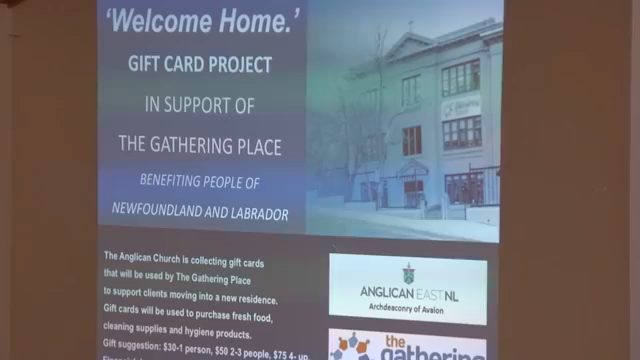 'Welcome Home.'
GIFT CARD PROJECT
IN SUPPORT OF
THE GATHERING PLACE
BENEFITING PEOPLE OF
NEWFOUNDLAND AND LABRADOR
The Anglican Church is collecting gift cards
that will be used by The Gathering Place
to support clients moving into a new residence.
Gift cards will be used to purchase fresh food,
cleaning supplies and hygiene products.
Gift suggestion: $30-1 person, $50 2-3 people, $75 4- up
ANGLICAN EAST NL
Archdeaconry of Avalon
the
gathering